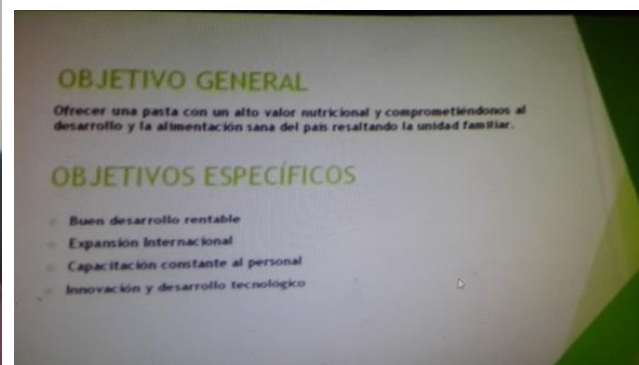 OBJETIVO GENERAL
Ofrecer una pasta con un alto valor nutricional y comprometiéndonos al
desarrollo y la alimentación sana del país resaltando la unidad familiar.
OBJETIVOS ESPECÍFICOS
Buen desarrollo rentable
Expansión Internacional
Capacitación constante al personal
Innovación y desarrollo tecnológico